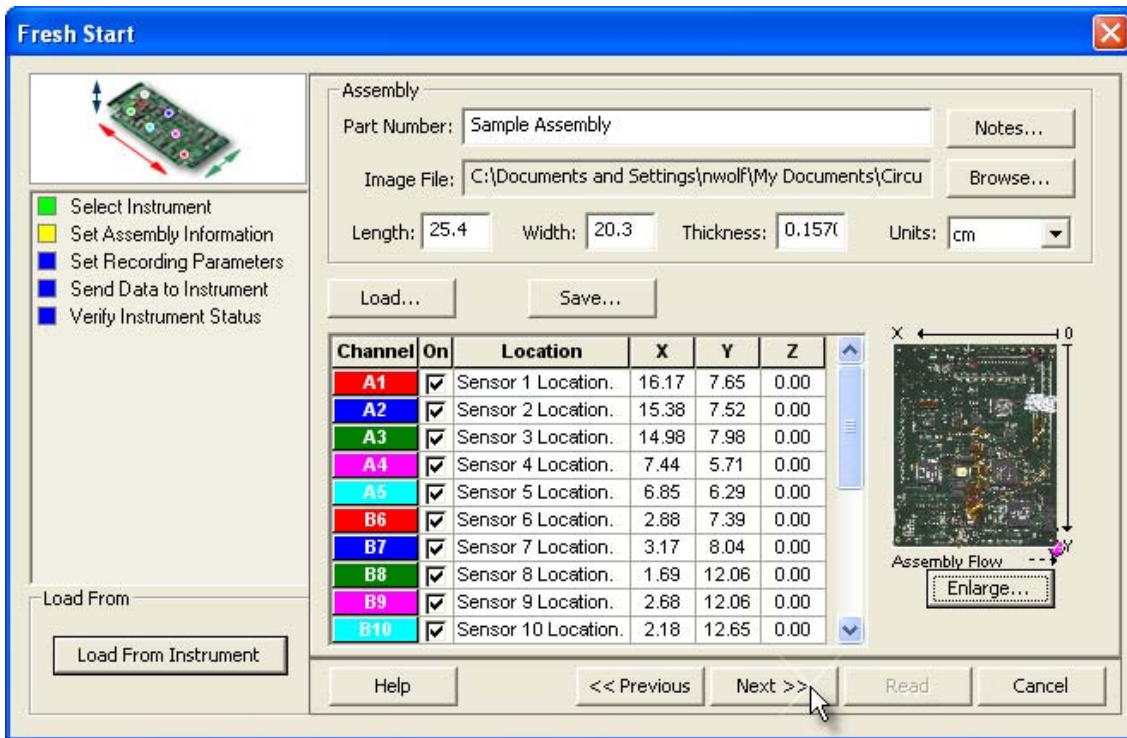 Fresh Start
Select Instrument
Set Assembly Information
Set Recording Parameters
Send Data to Instrument
Verify Instrument Status
Load From
Load From Instrument
Assembly
Part Number: Sample Assembly Notes...
Image File: C:\Documents and Settings\nwolf\My Documents\Circu Browse...
Length: 25.4 Width: 20.3 Thickness: 0.157( Units: cm
Load... Save...
Channel On Location X Y Z
A1 Sensor 1 Location. 16.17 7.65 0.00
A2 Sensor 2 Location. 15.38 7.52 0.00
A3 Sensor 3 Location. 14.98 7.98 0.00
A4 Sensor 4 Location. 7.44 5.71 0.00
A5 Sensor 5 Location. 6.85 6.29 0.00
B6 Sensor 6 Location. 2.88 7.39 0.00
B7 Sensor 7 Location. 3.17 8.04 0.00
B8 Sensor 8 Location. 1.69 12.06 0.00
B9 Sensor 9 Location. 2.68 12.06 0.00
B10 Sensor 10 Location. 2.18 12.65 0.00
X 0
Y
Assembly Flow
Enlarge...
Help << Previous Next >> Read Cancel